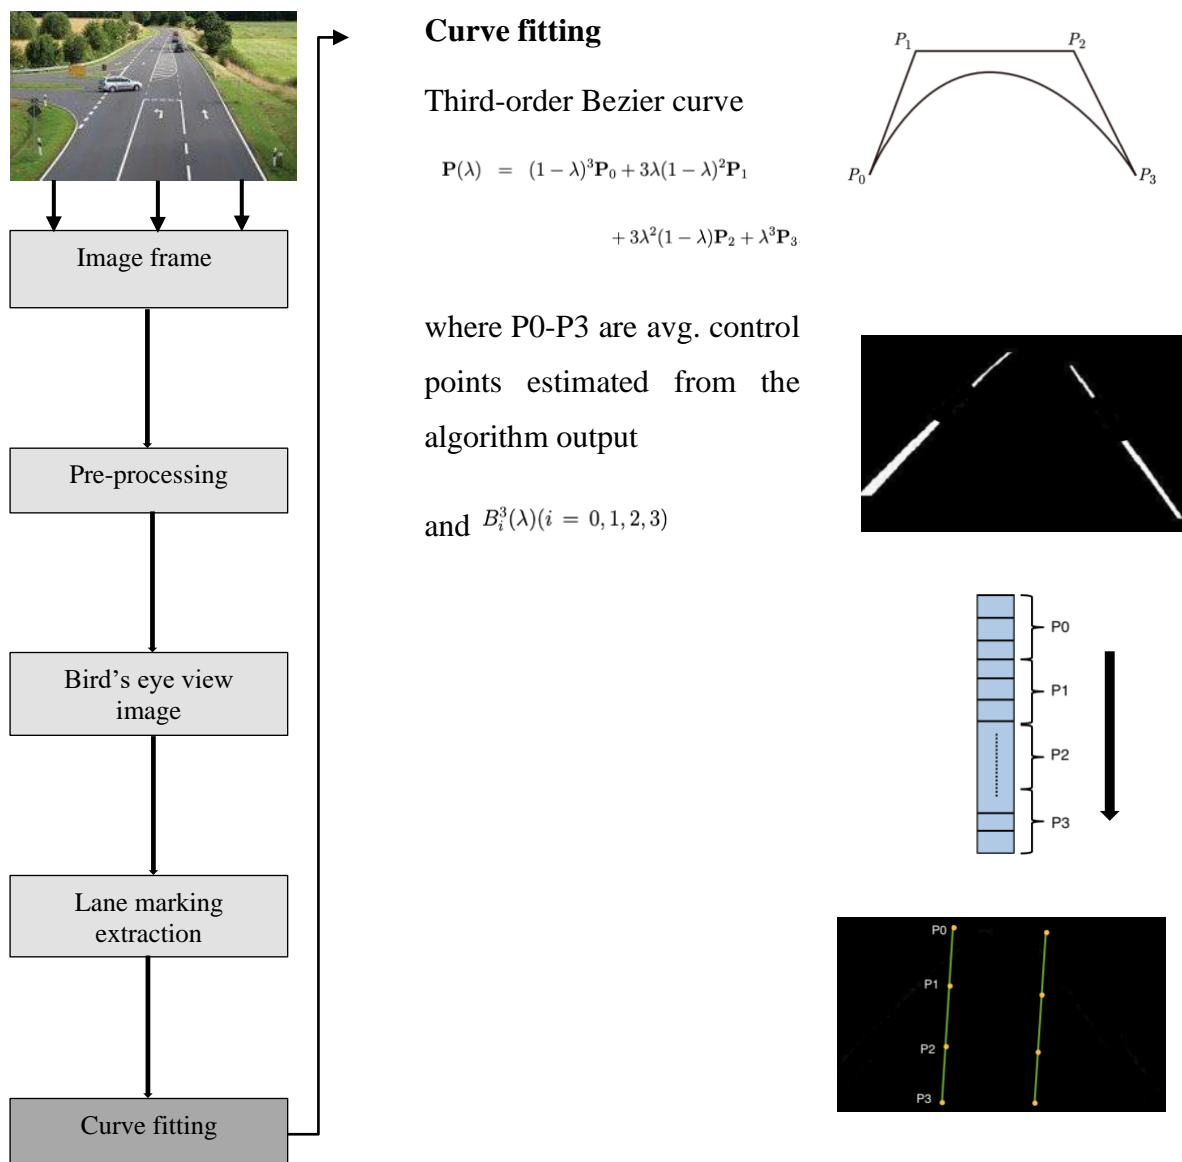 Image frame
Pre-processing
Bird’s eye view
image
Lane marking
extraction
Curve fitting
Curve fitting
Third-order Bezier curve
P(λ) = (1 − λ)³P₀ + 3λ(1 − λ)²P₁
+ 3λ²(1 − λ)P₂ + λ³P₃.
where P0-P3 are avg. control
points estimated from the
algorithm output
and B_i^3(λ)(i = 0, 1, 2, 3)
P₁ P₂
P₀ P₃
P0
P1
P2
P3
P0
P1
P2
P3